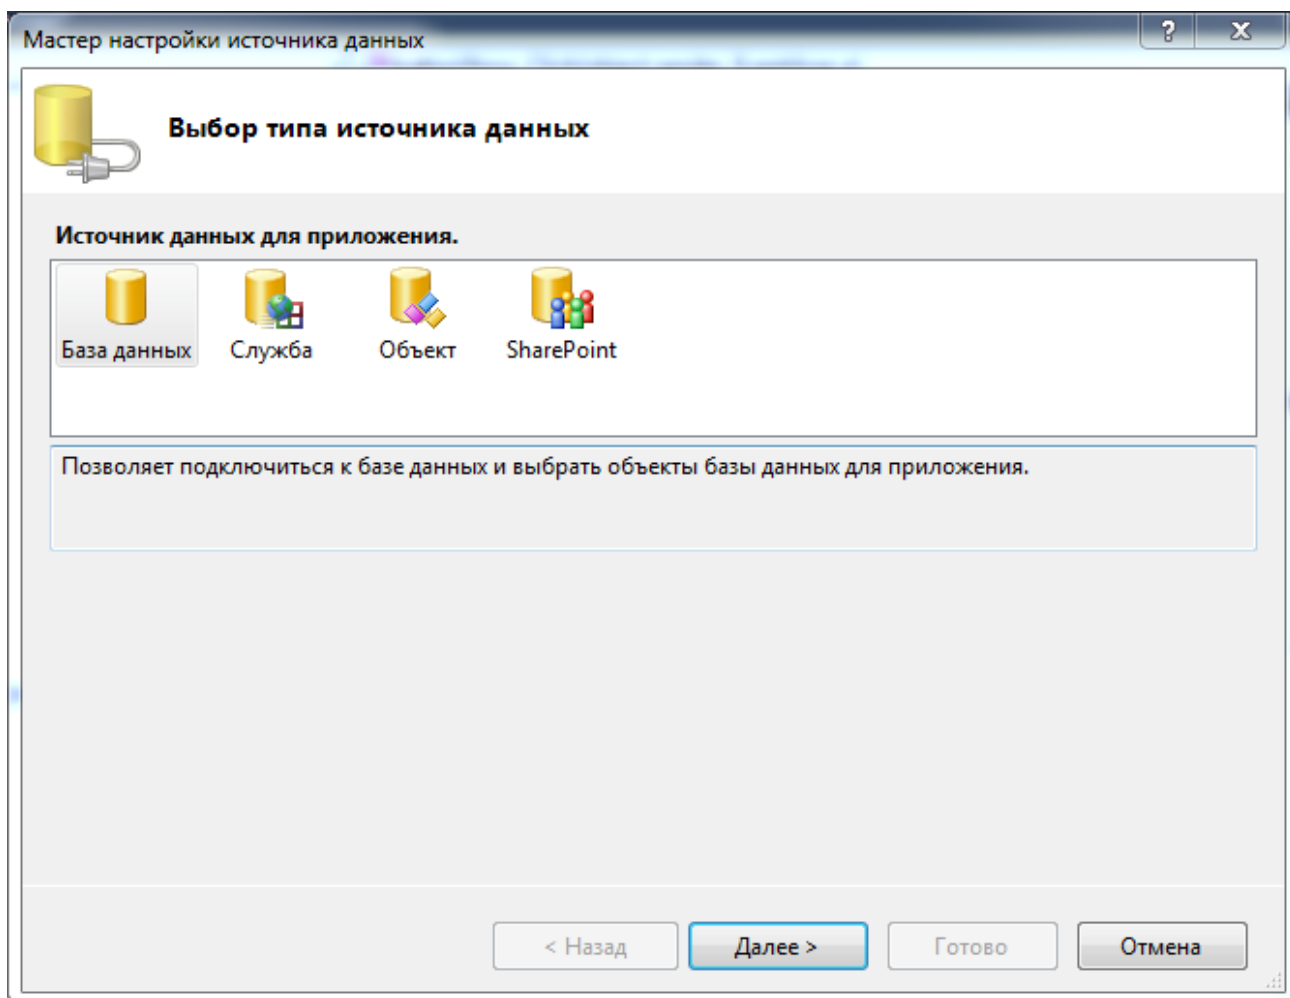 Мастер настройки источника данных
?
Выбор типа источника данных
Источник данных для приложения.
База данных
Служба
Объект
SharePoint
Позволяет подключиться к базе данных и выбрать объекты базы данных для приложения.
< Назад
Далее >
Готово
Отмена